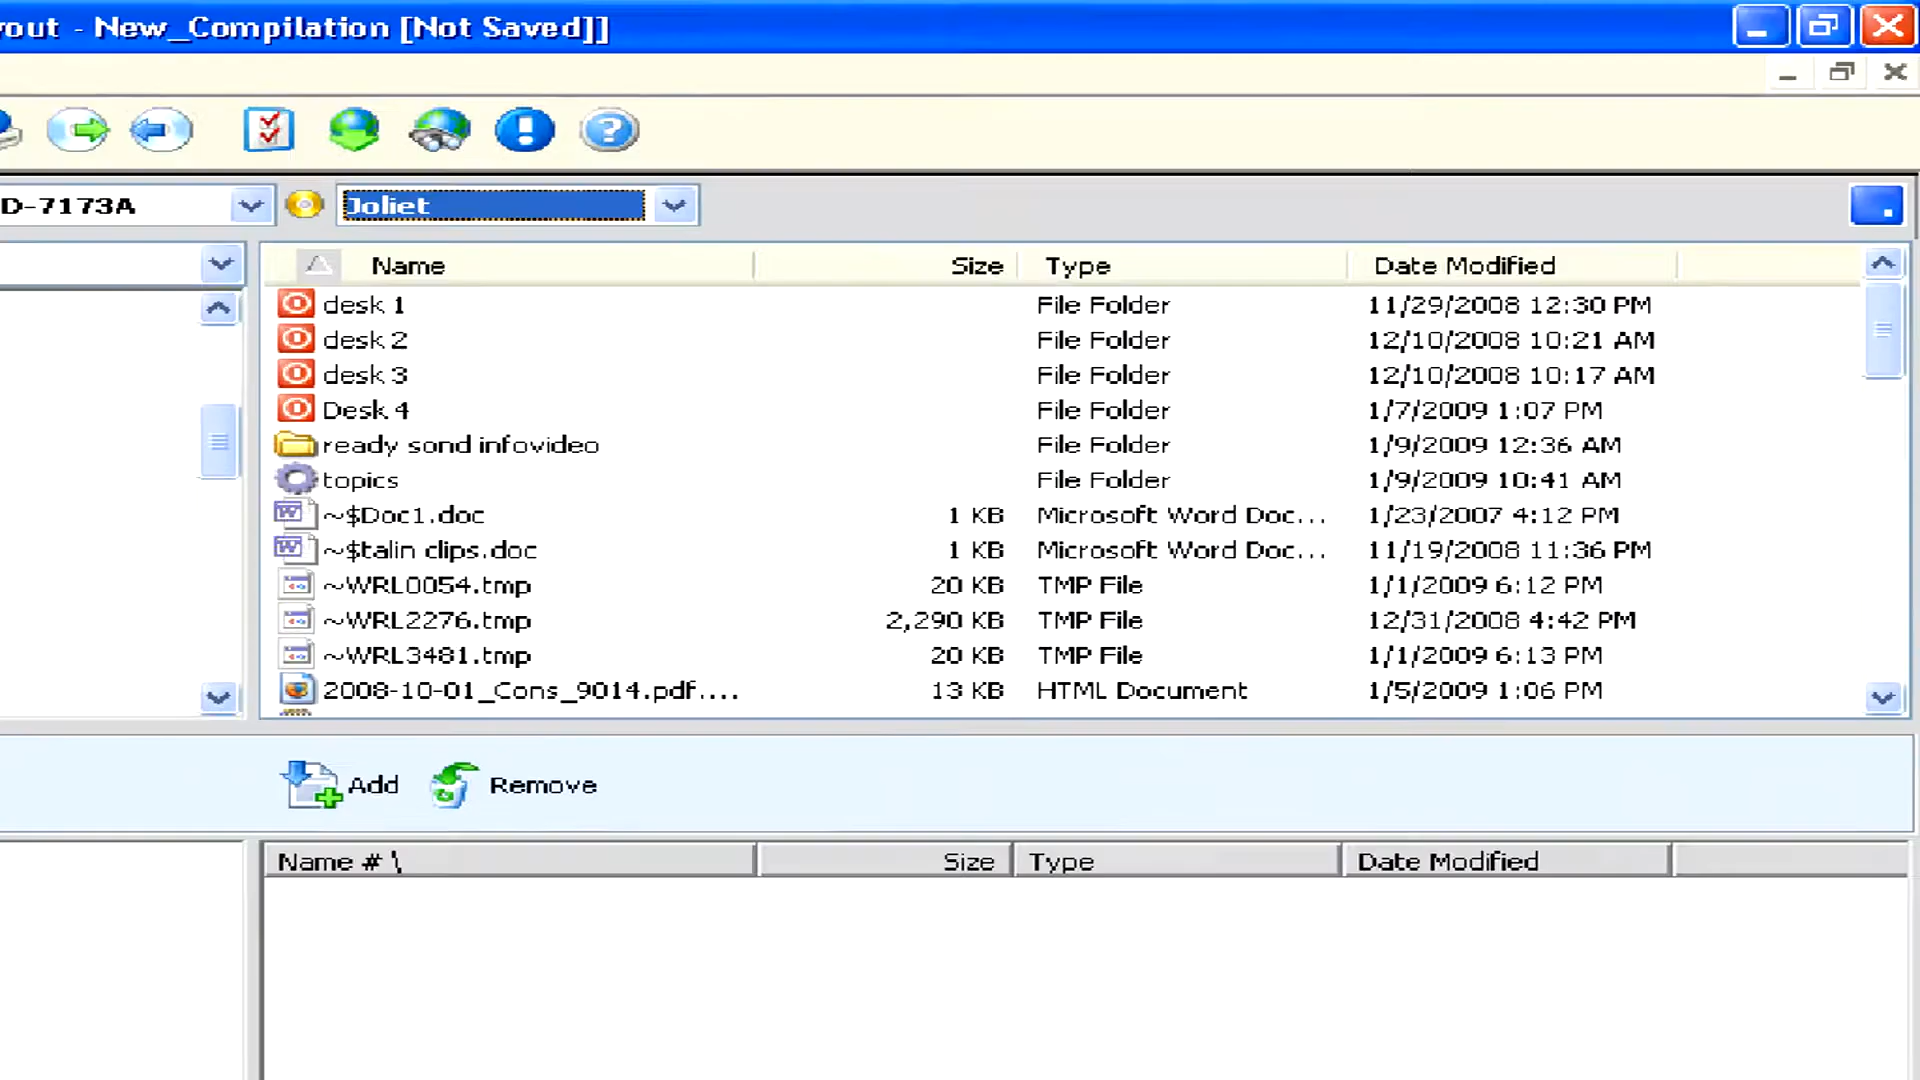 yout - New_Compilation [Not Saved]]
D-7173A Joliet
Name Size Type Date Modified
desk 1 File Folder 11/29/2008 12:30 PM
desk 2 File Folder 12/10/2008 10:21 AM
desk 3 File Folder 12/10/2008 10:17 AM
Desk 4 File Folder 1/7/2009 1:07 PM
ready sond infovideo File Folder 1/9/2009 12:36 AM
topics File Folder 1/9/2009 10:41 AM
~$Doc1.doc 1 KB Microsoft Word Doc... 1/23/2007 4:12 PM
~$talin clips.doc 1 KB Microsoft Word Doc... 11/19/2008 11:36 PM
~WRL0054.tmp 20 KB TMP File 1/1/2009 6:12 PM
~WRL2276.tmp 2,290 KB TMP File 12/31/2008 4:42 PM
~WRL3481.tmp 20 KB TMP File 1/1/2009 6:13 PM
2008-10-01_Cons_9014.pdf.... 13 KB HTML Document 1/5/2009 1:06 PM
Add Remove
Name # \ Size Type Date Modified